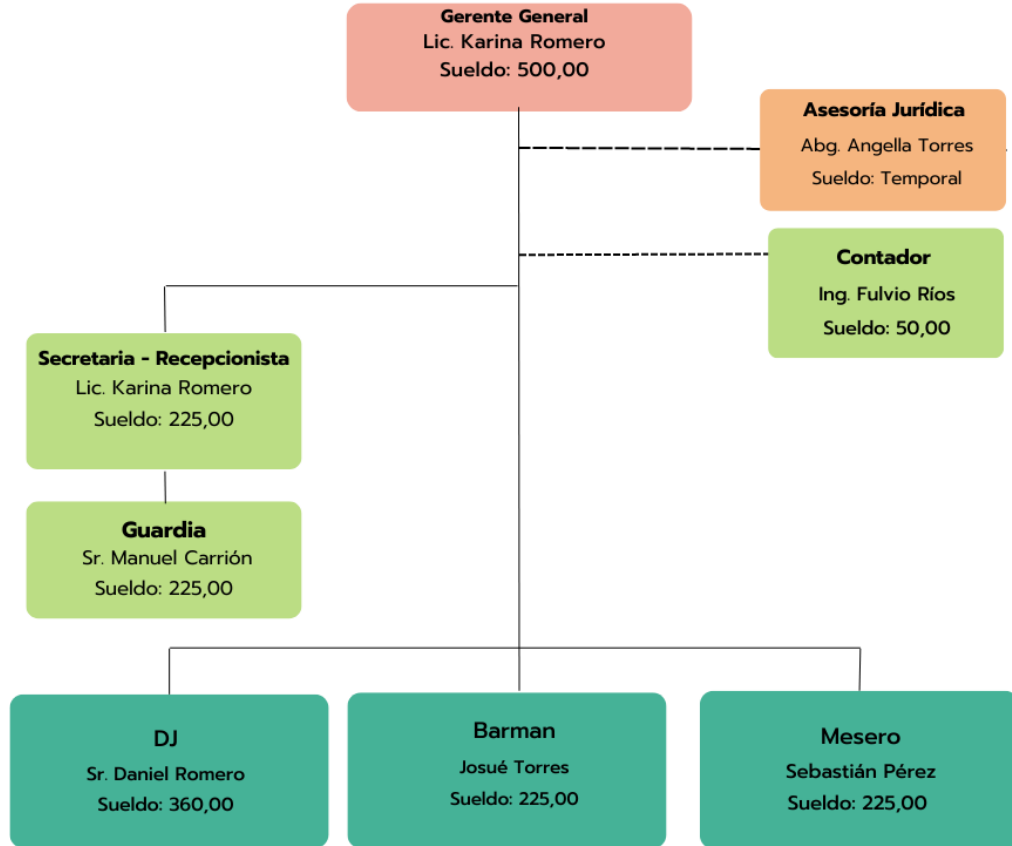 Gerente General
Lic. Karina Romero
Sueldo: 500,00
Asesoría Jurídica
Abg. Angella Torres
Sueldo: Temporal
Contador
Ing. Fulvio Ríos
Sueldo: 50,00
Secretaria - Recepcionista
Lic. Karina Romero
Sueldo: 225,00
Guardia
Sr. Manuel Carrión
Sueldo: 225,00
DJ
Sr. Daniel Romero
Sueldo: 360,00
Barman
Josué Torres
Sueldo: 225,00
Mesero
Sebastián Pérez
Sueldo: 225,00